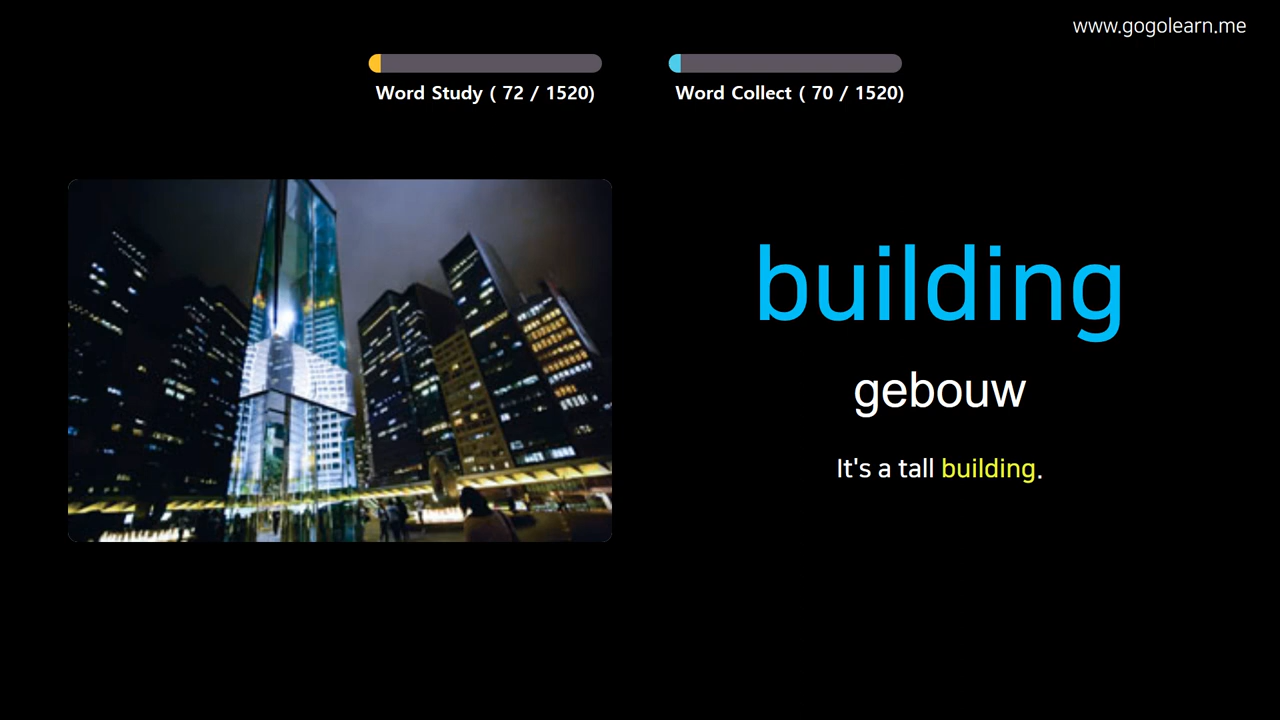 www.gogolearn.me
Word Study ( 72 / 1520)
Word Collect ( 70 / 1520)
building
gebouw
It's a tall building.